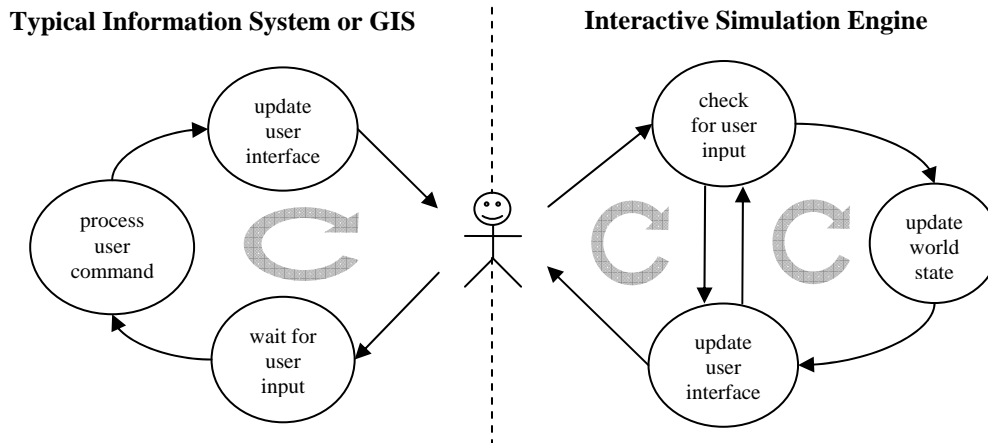 Typical Information System or GIS
Interactive Simulation Engine
update
user
interface
process
user
command
wait for
user
input
check
for user
input
update
world
state
update
user
interface